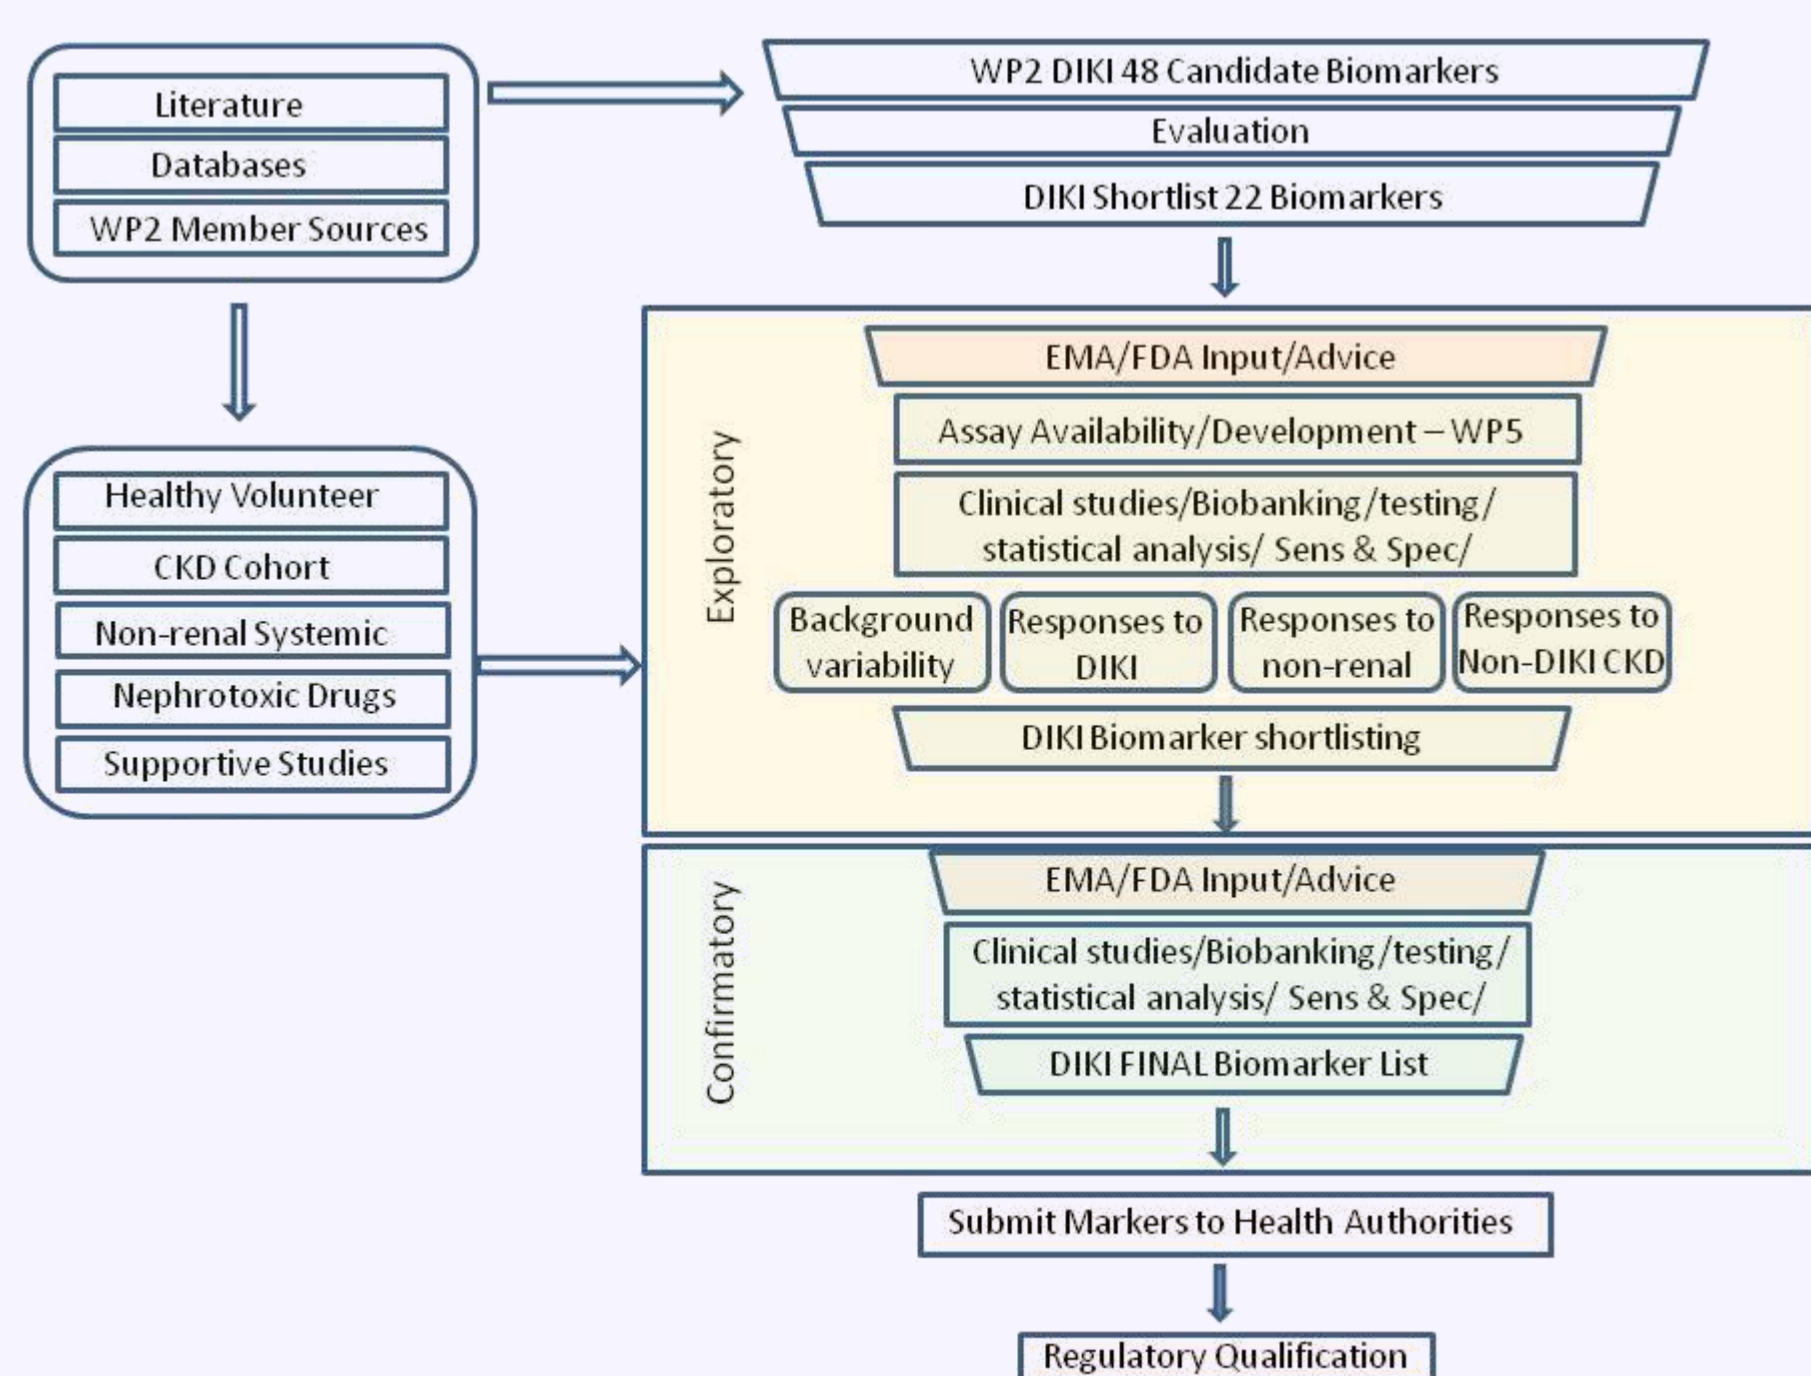 Literature
Databases
WP2 Member Sources
WP2 DIKI 48 Candidate Biomarkers
Evaluation
DIKI Shortlist 22 Biomarkers
Healthy Volunteer
CKD Cohort
Non-renal Systemic
Nephrotoxic Drugs
Supportive Studies
Exploratory
EMA/FDA Input/Advice
Assay Availability/Development – WP5
Clinical studies/Biobanking/testing/
statistical analysis/ Sens & Spec/
Background
variability
Responses to
DIKI
Responses to
non-renal
Responses to
Non-DIKI CKD
DIKI Biomarker shortlisting
Confirmatory
EMA/FDA Input/Advice
Clinical studies/Biobanking/testing/
statistical analysis/ Sens & Spec/
DIKI FINAL Biomarker List
Submit Markers to Health Authorities
Regulatory Qualification